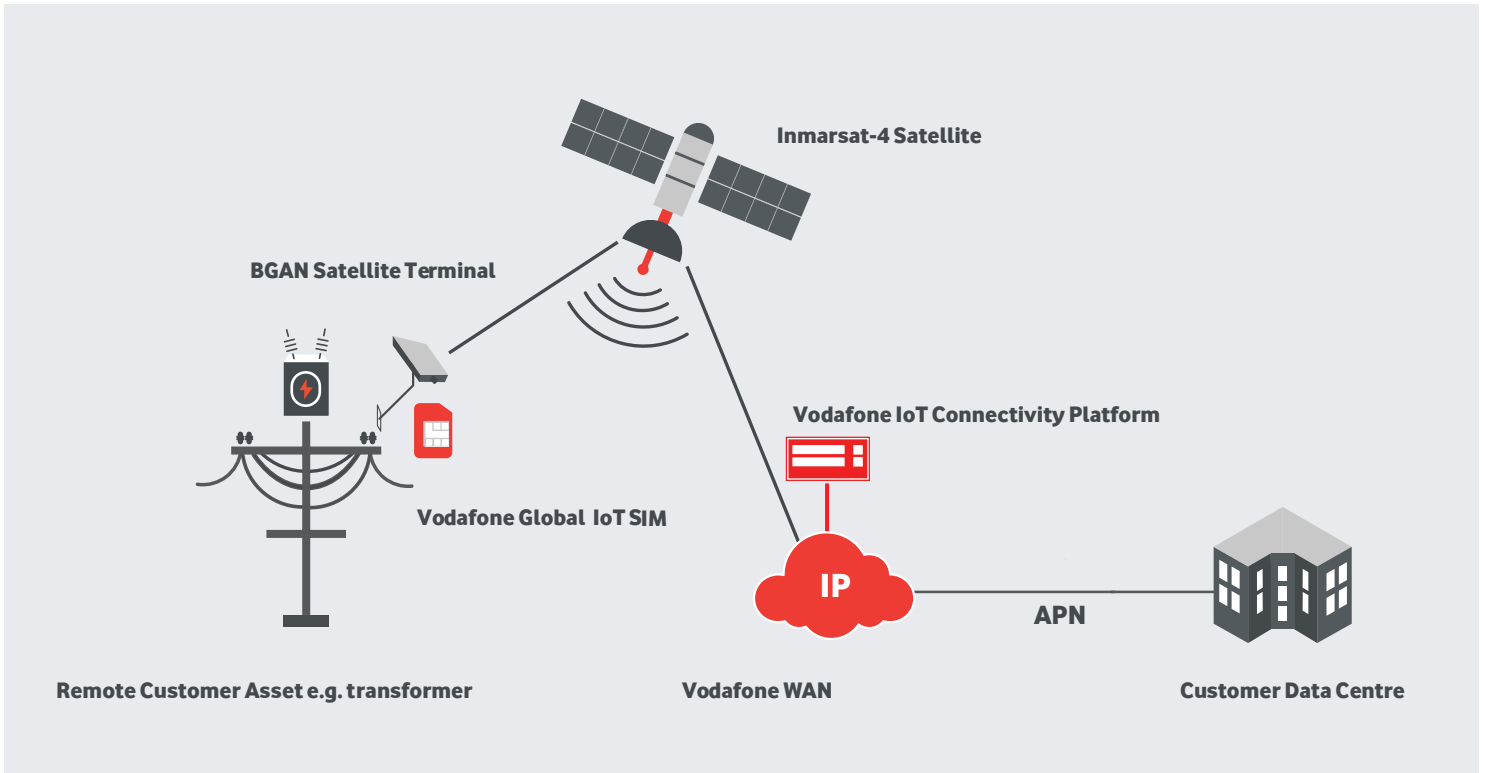 Inmarsat-4 Satellite
BGAN Satellite Terminal
Vodafone IoT Connectivity Platform
Vodafone Global IoT SIM
IP
APN
Remote Customer Asset e.g. transformer
Vodafone WAN
Customer Data Centre